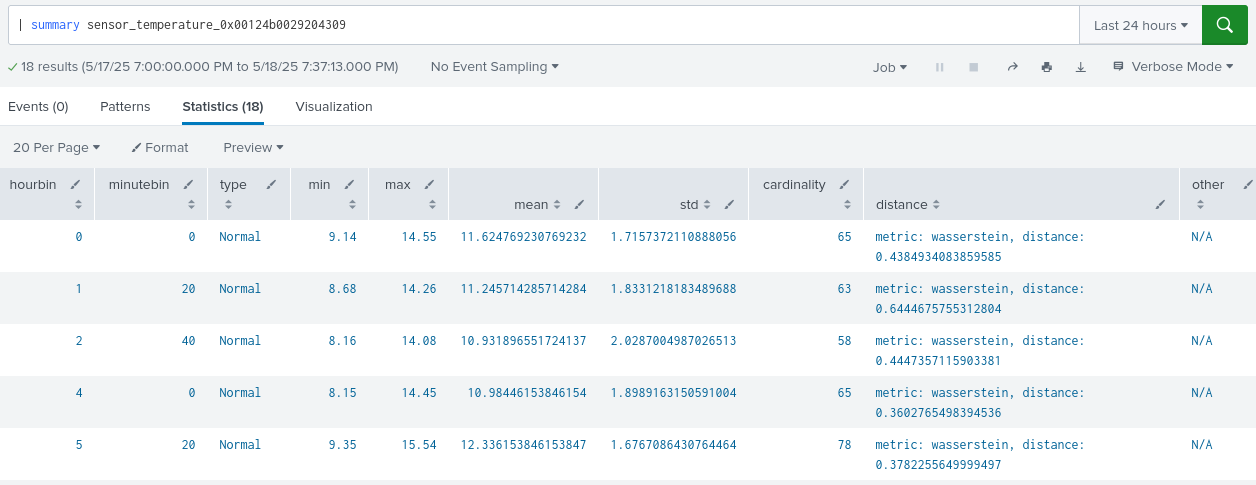 | summary sensor_temperature_0x00124b0029204309
Last 24 hours
18 results (5/17/25 7:00:00.000 PM to 5/18/25 7:37:13.000 PM)
No Event Sampling
Job
Verbose Mode
Events (0)
Patterns
Statistics (18)
Visualization
20 Per Page
Format
Preview
hourbin minutebin type min max mean std cardinality distance other
0 0 Normal 9.14 14.55 11.624769230769232 1.7157372110888056 65 metric: wasserstein, distance: N/A
0.4384934083859585
1 20 Normal 8.68 14.26 11.245714285714284 1.8331218183489688 63 metric: wasserstein, distance: N/A
0.6444675755312804
2 40 Normal 8.16 14.08 10.931896551724137 2.0287004987026513 58 metric: wasserstein, distance: N/A
0.4447357115903381
4 0 Normal 8.15 14.45 10.98446153846154 1.8989163150591004 65 metric: wasserstein, distance: N/A
0.3602765498394536
5 20 Normal 9.35 15.54 12.336153846153847 1.6767086430764464 78 metric: wasserstein, distance: N/A
0.3782255649999497